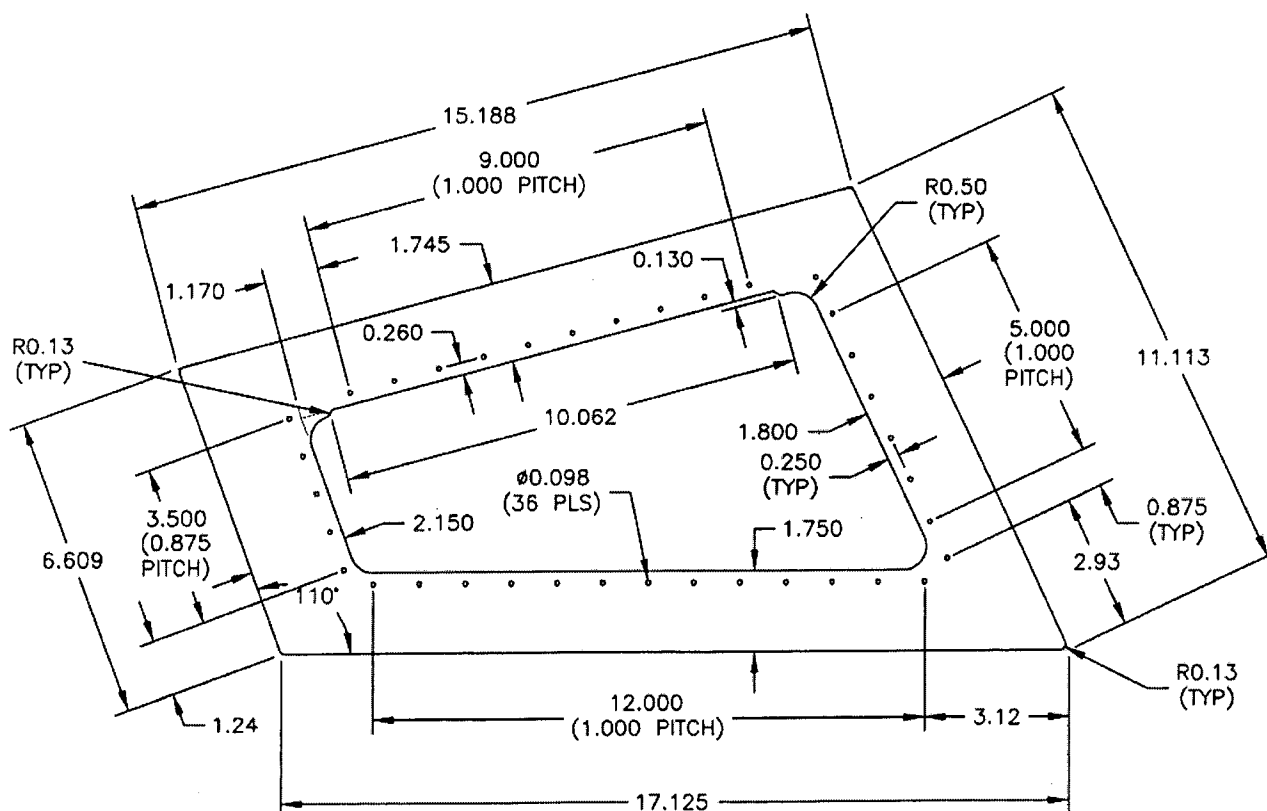 15.188
9.000
(1.000 PITCH)
R0.50
(TYP)
1.745
0.130
1.170
0.260
5.000
(1.000
PITCH)
R0.13
(TYP)
11.113
10.062
1.800
0.250
(TYP)
Ø0.098
(36 PLS)
3.500
(0.875
PITCH)
2.150
1.750
0.875
(TYP)
6.609
2.93
110°
R0.13
(TYP)
1.24
12.000
(1.000 PITCH)
3.12
17.125